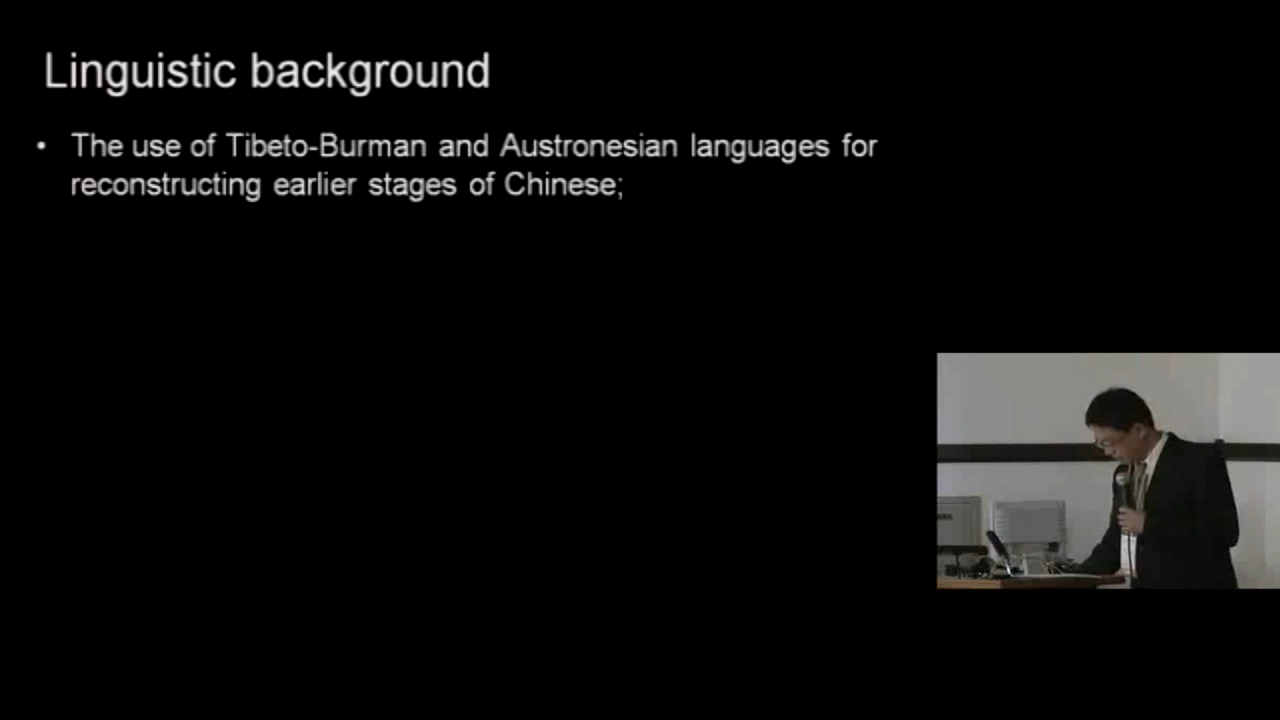 Linguistic background
• The use of Tibeto-Burman and Austronesian languages for
reconstructing earlier stages of Chinese;